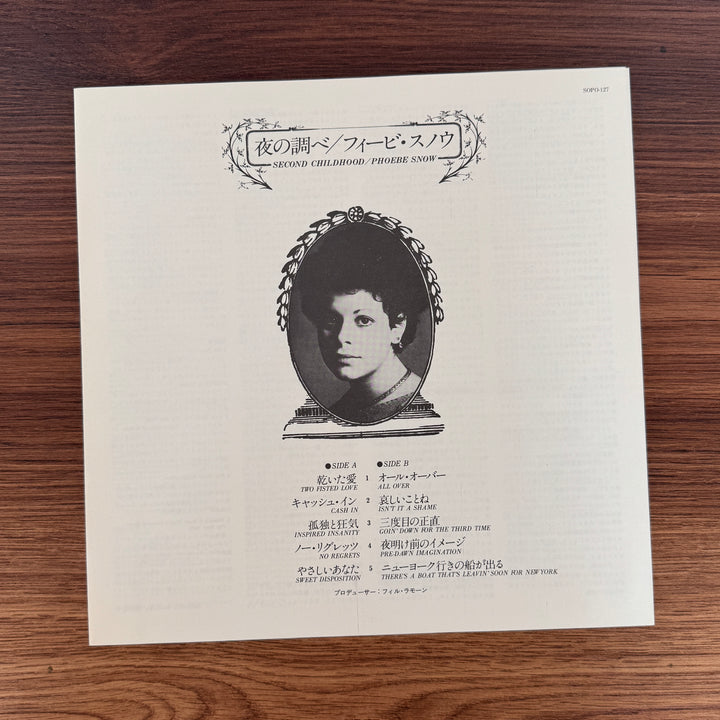 SOPO-127
夜の調べ/フィービ・スノウ
SECOND CHILDHOOD/PHOEBE SNOW
●SIDE A ●SIDE B
乾いた愛 1 オール・オーバー
TWO FISTED LOVE ALL OVER
キャッシュ・イン 2 哀しいことね
CASH IN ISN'T IT A SHAME
孤独と狂気 3 三度目の正直
INSPIRED INSANITY GOIN' DOWN FOR THE THIRD TIME
ノー・リグレッツ 4 夜明け前のイメージ
NO REGRETS PRE-DAWN IMAGINATION
やさしいあなた 5 ニューヨーク行きの船が出る
SWEET DISPOSITION THERE'S A BOAT THAT'S LEAVIN' SOON FOR NEW YORK
プロデューサー:フィル・ラモーン